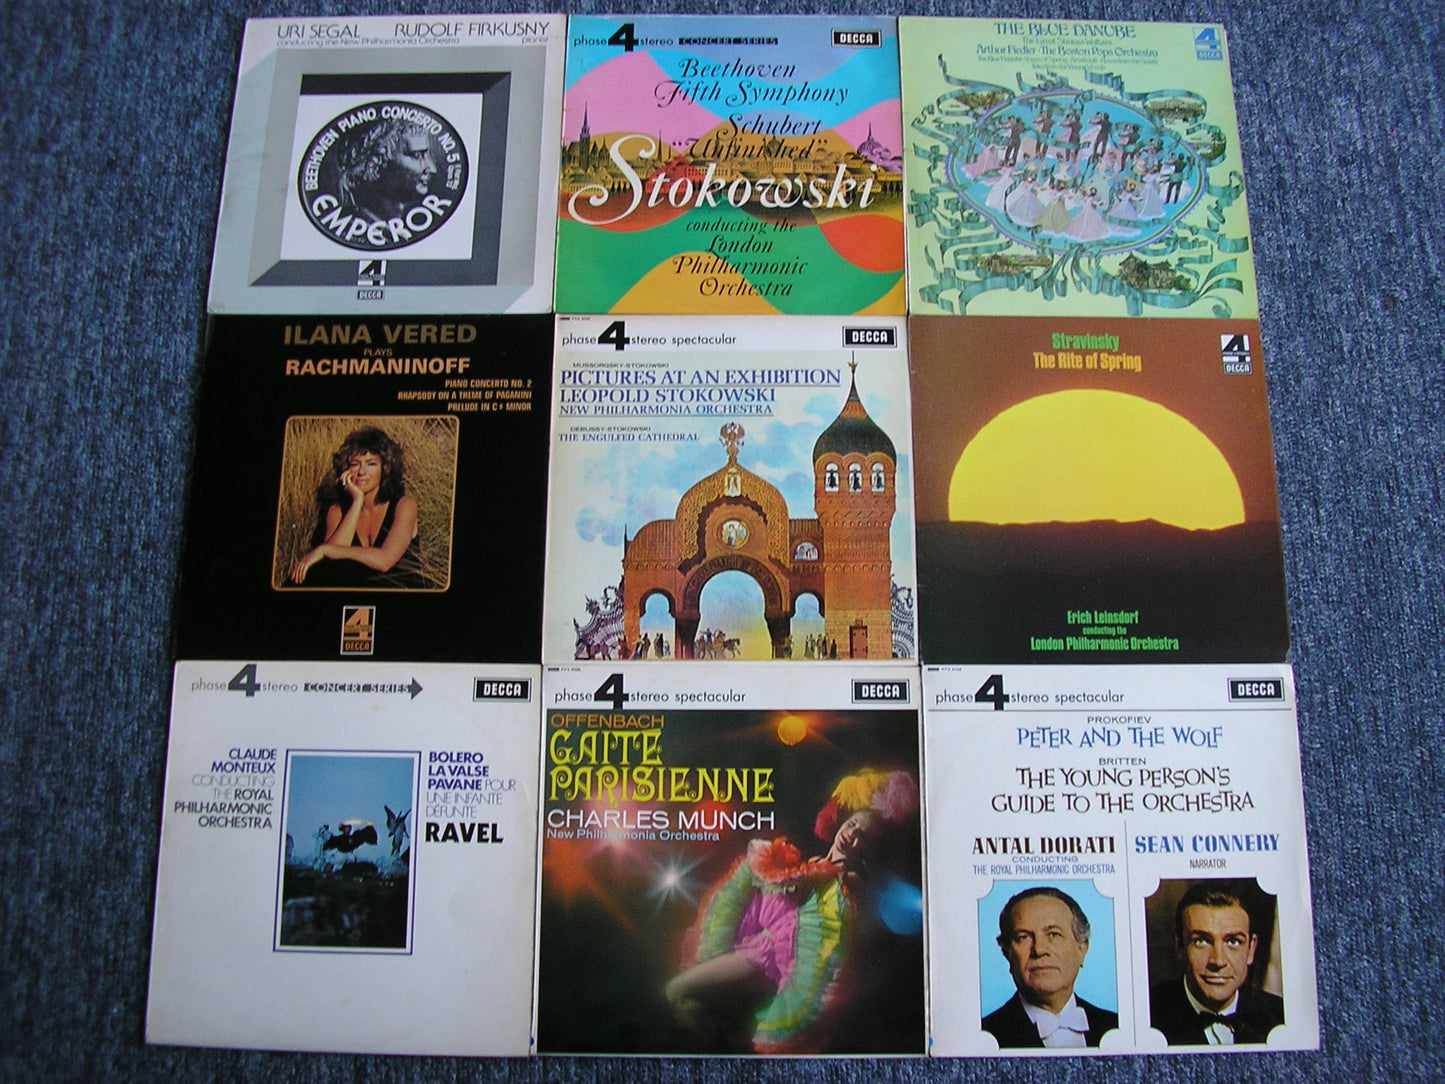 URI SEGAL RUDOLF FIRKUSNY
conducting the New Philharmonia Orchestra pianist
BEETHOVEN PIANO CONCERTO NO. 5
EMPEROR
4
DECCA
phase 4 stereo CONCERT SERIES DECCA
Beethoven
Fifth Symphony
Schubert
"Unfinished"
Stokowski
conducting the
London
Philharmonic
Orchestra
THE BLUE DANUBE
The Great Strauss Waltzes
Arthur Fiedler · The Boston Pops Orchestra
4
DECCA
ILANA VERED
PLAYS
RACHMANINOFF
PIANO CONCERTO NO. 2
RHAPSODY ON A THEME OF PAGANINI
PRELUDE IN C# MINOR
4
DECCA
phase 4 stereo spectacular DECCA
MUSSORGSKY-STOKOWSKI
PICTURES AT AN EXHIBITION
LEOPOLD STOKOWSKI
NEW PHILHARMONIA ORCHESTRA
DEBUSSY-STOKOWSKI
THE ENGULFED CATHEDRAL
Stravinsky
The Rite of Spring
4
DECCA
Erich Leinsdorf
conducting the
London Philharmonic Orchestra
phase 4 stereo CONCERT SERIES DECCA
CLAUDE
MONTEUX
CONDUCTING
THE ROYAL
PHILHARMONIC
ORCHESTRA
BOLERO
LA VALSE
PAVANE POUR
UNE INFANTE
DÉFUNTE
RAVEL
phase 4 stereo spectacular DECCA
OFFENBACH
GAITE
PARISIENNE
CHARLES MUNCH
New Philharmonia Orchestra
phase 4 stereo spectacular DECCA
PROKOFIEV
PETER AND THE WOLF
BRITTEN
THE YOUNG PERSON'S
GUIDE TO THE ORCHESTRA
ANTAL DORATI
CONDUCTING
THE ROYAL PHILHARMONIC ORCHESTRA
SEAN CONNERY
NARRATOR